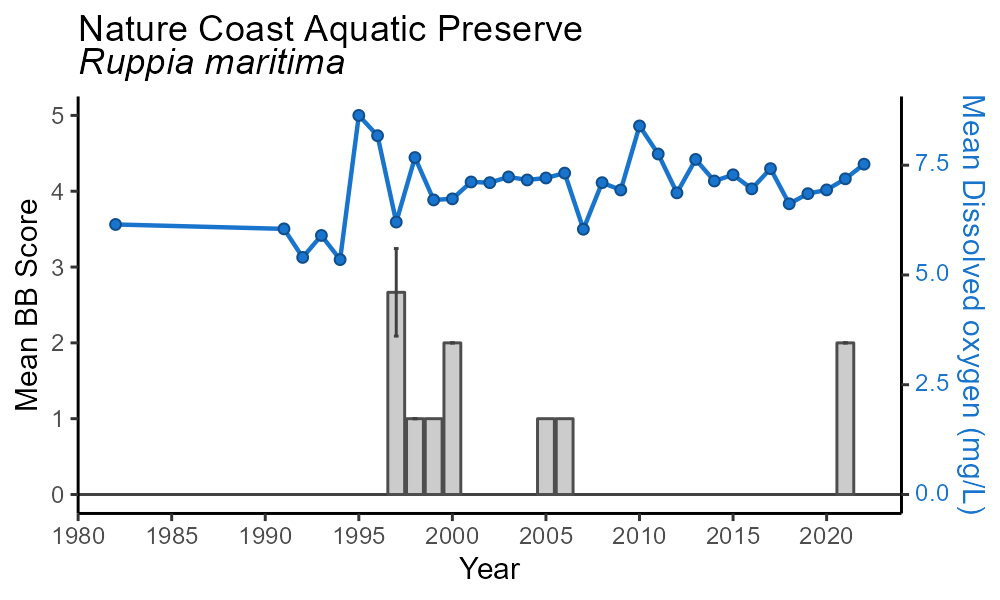 Nature Coast Aquatic Preserve
Ruppia maritima
Mean BB Score
5
4
3
2
1
0
7.5
5.0
2.5
0.0
Mean Dissolved oxygen (mg/L)
1980 1985 1990 1995 2000 2005 2010 2015 2020
Year